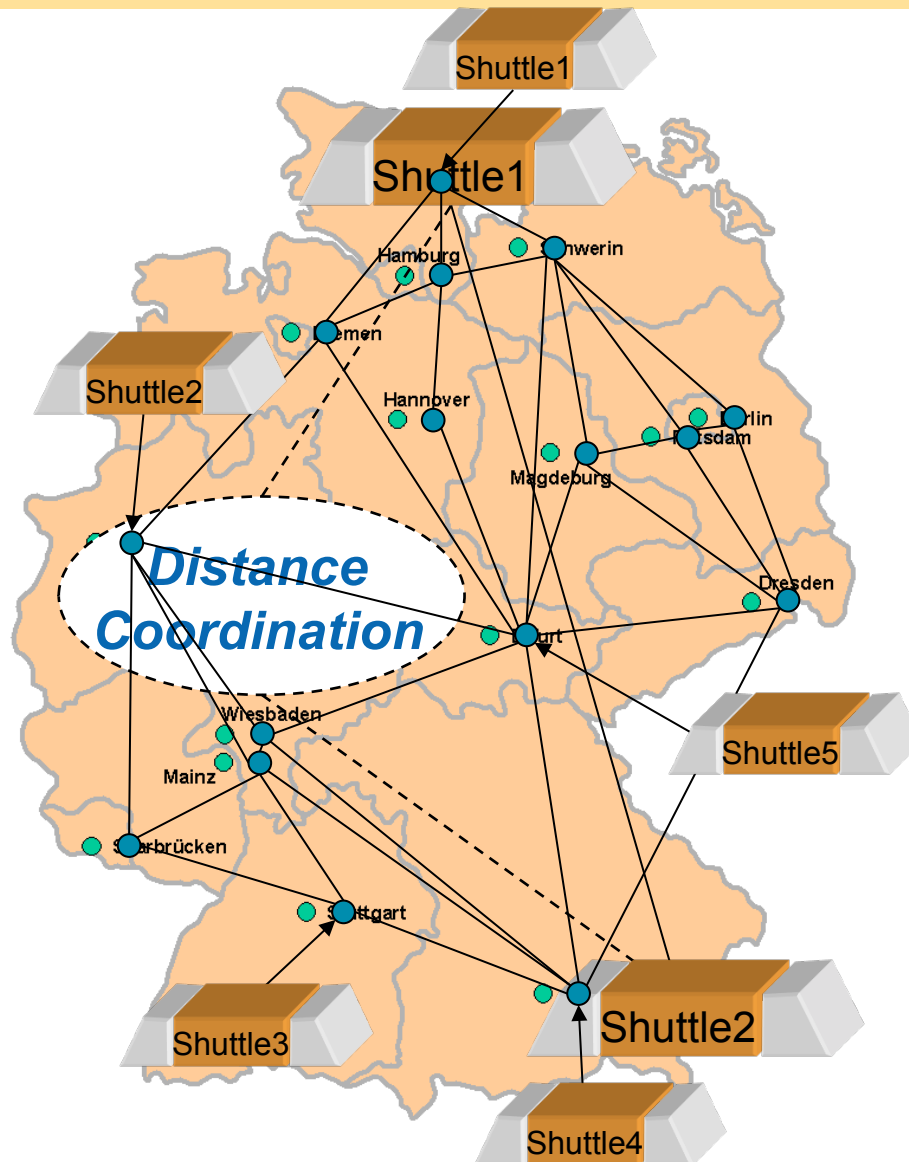 Shuttle1
Shuttle1
Schwerin
Hamburg
Bremen
Shuttle2
Hannover
Berlin
Potsdam
Magdeburg
Distance
Coordination
Dresden
Erfurt
Wiesbaden
Shuttle5
Mainz
Saarbrücken
Stuttgart
Shuttle2
Shuttle3
Shuttle4